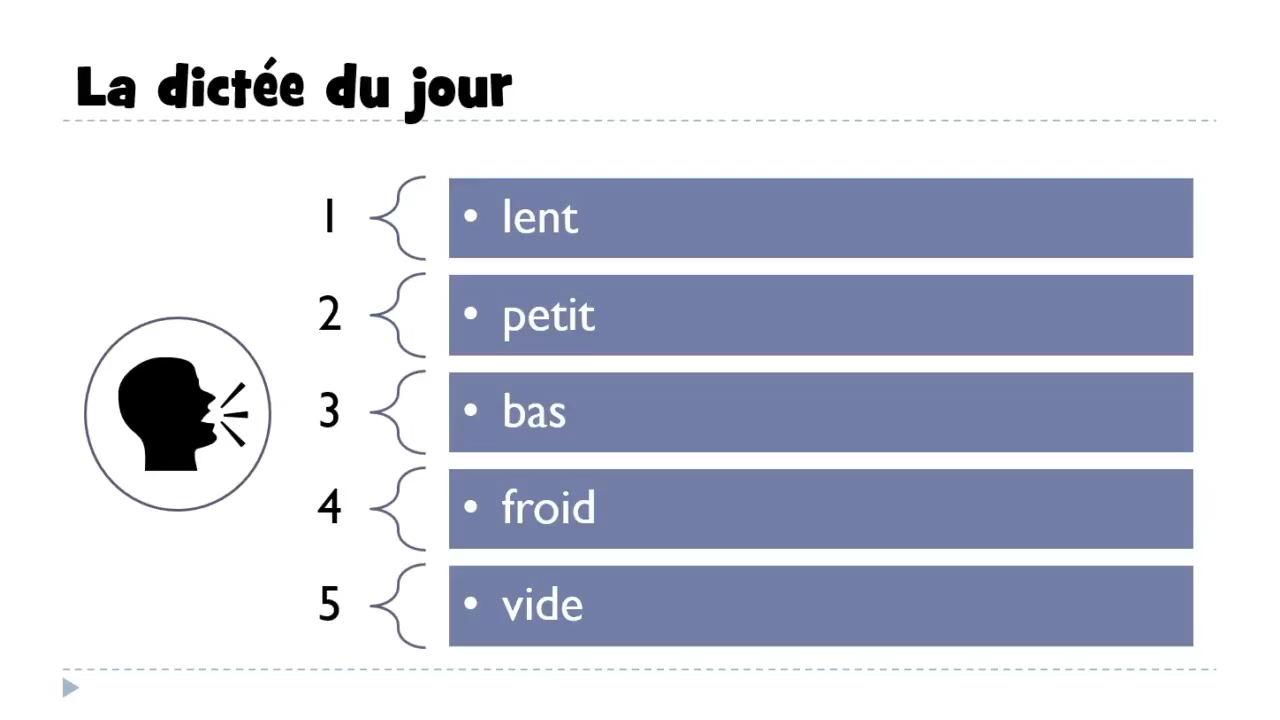 La dictée du jour
1 • lent
2 • petit
3 • bas
4 • froid
5 • vide